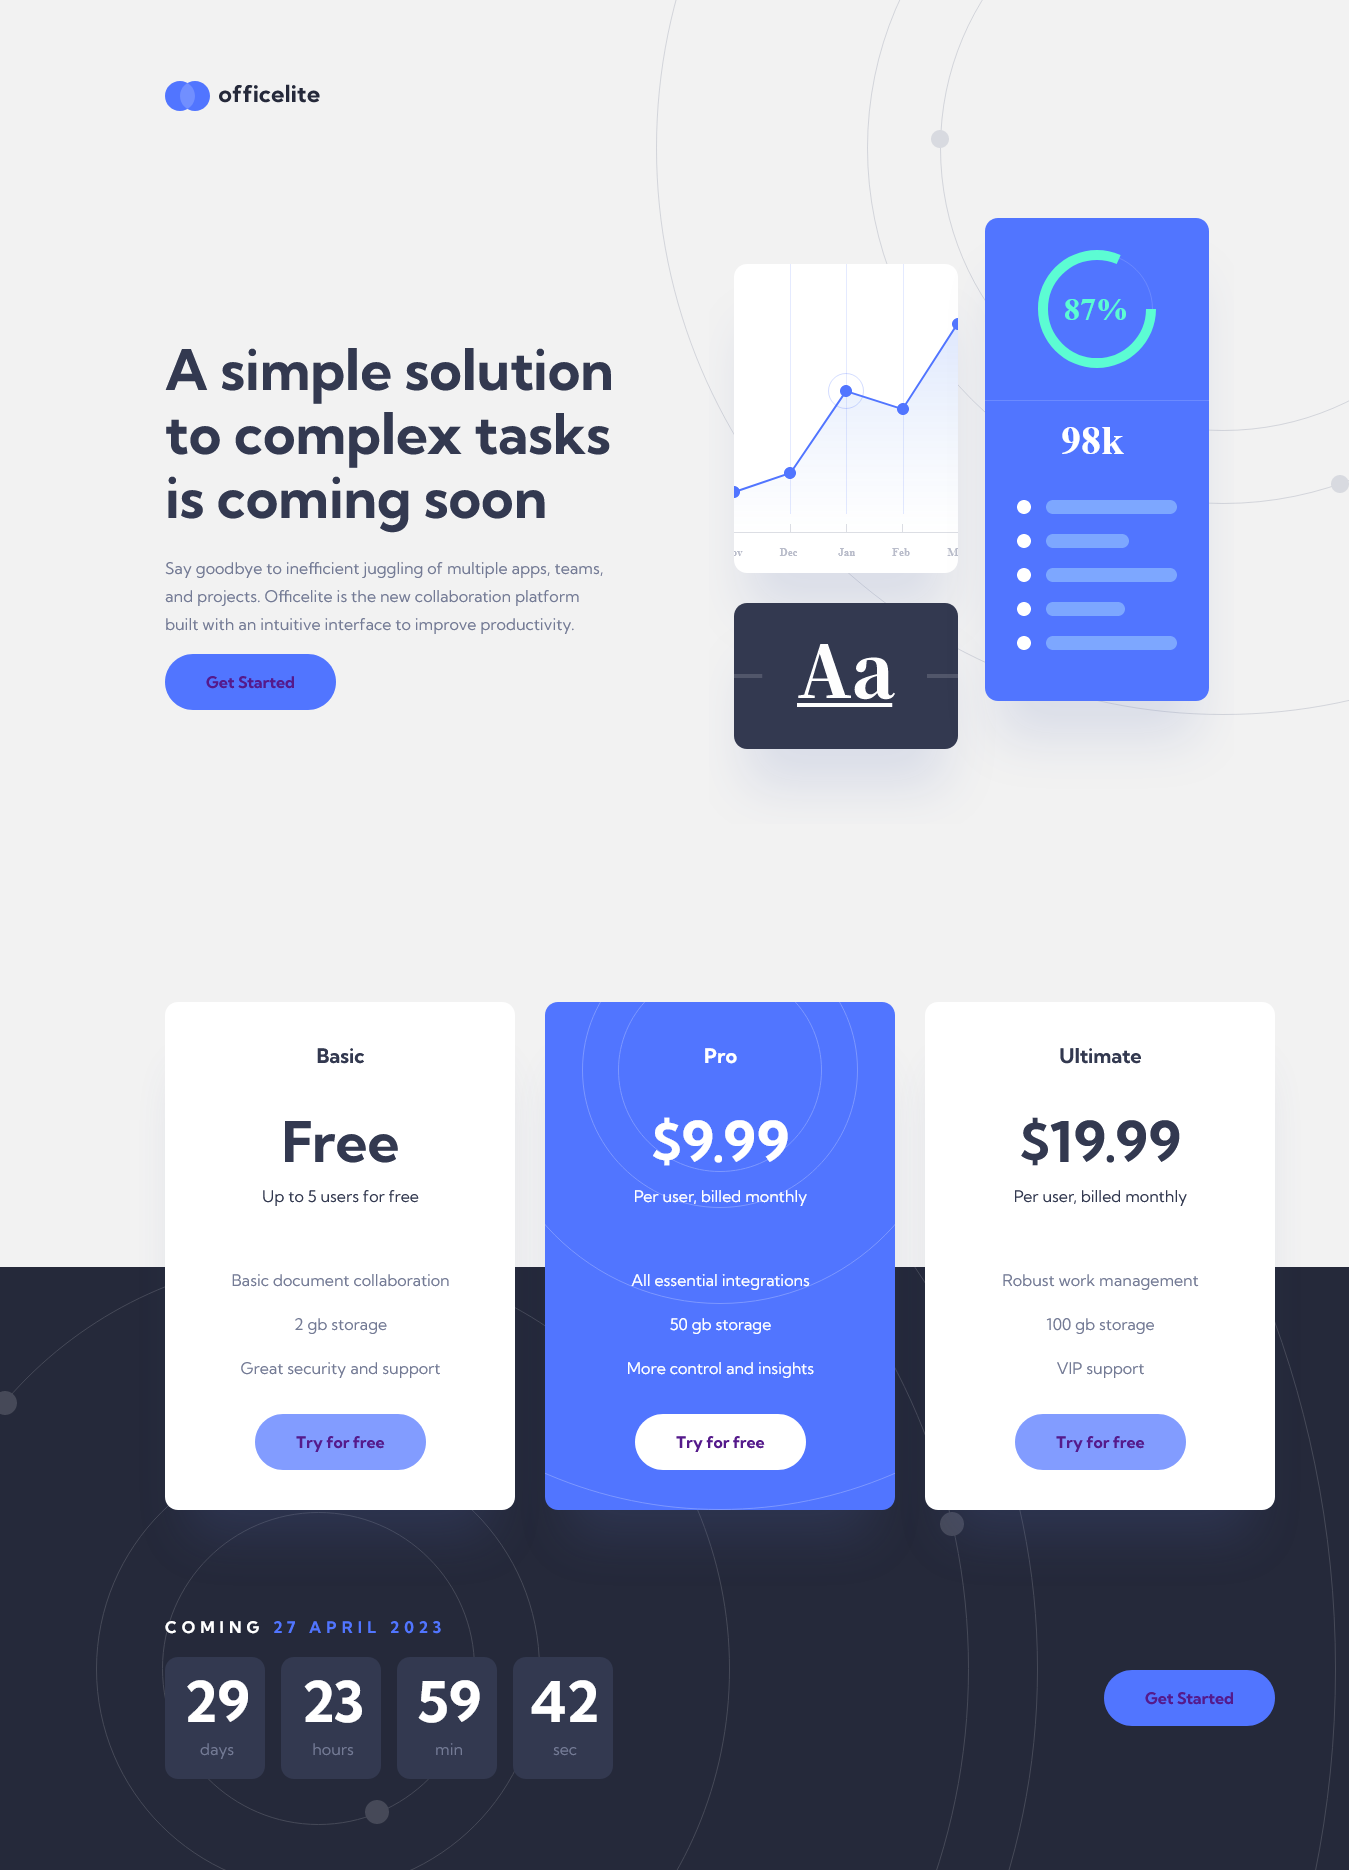 officelite
A simple solution
to complex tasks
is coming soon
Say goodbye to inefficient juggling of multiple apps, teams,
and projects. Officelite is the new collaboration platform
built with an intuitive interface to improve productivity.
Get Started
ov Dec Jan Feb M
Aa
87%
98k
Basic
Free
Up to 5 users for free
Basic document collaboration
2 gb storage
Great security and support
Try for free
Pro
$9.99
Per user, billed monthly
All essential integrations
50 gb storage
More control and insights
Try for free
Ultimate
$19.99
Per user, billed monthly
Robust work management
100 gb storage
VIP support
Try for free
COMING 27 APRIL 2023
29 23 59 42
days hours min sec
Get Started